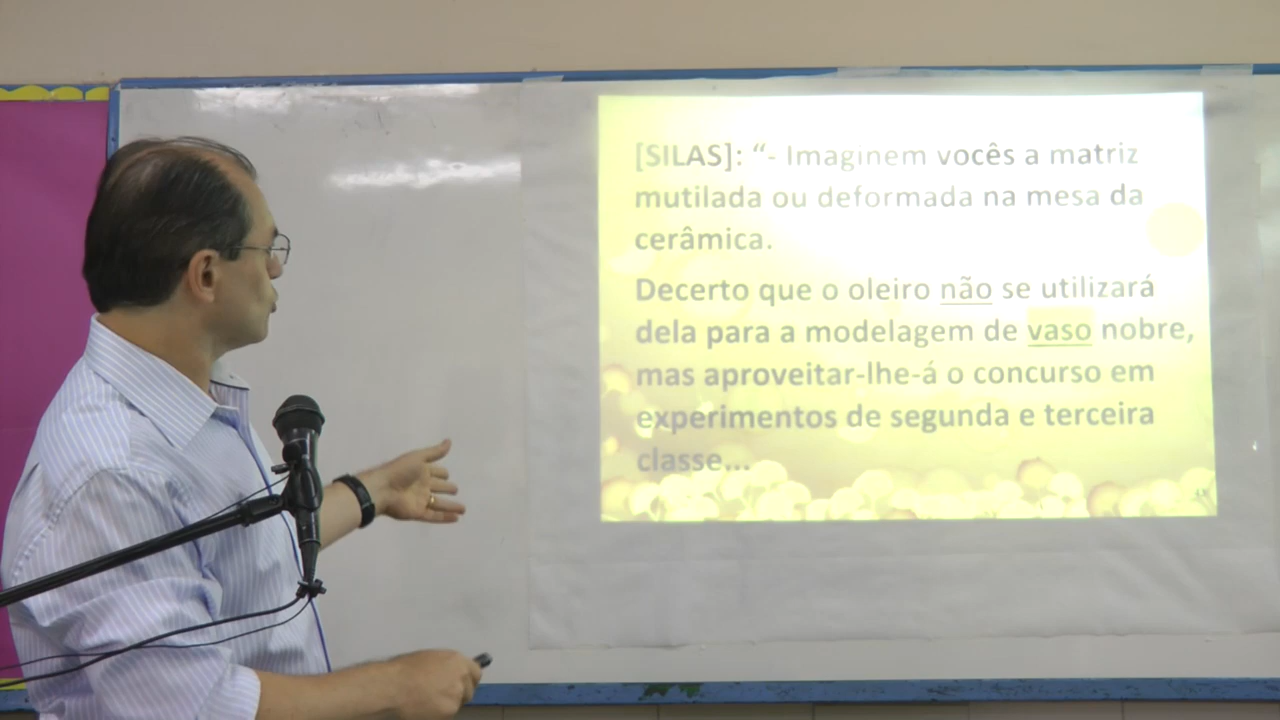 [SILAS]: “- Imaginem vocês a matriz
mutilada ou deformada na mesa da
cerâmica.
Decerto que o oleiro não se utilizará
dela para a modelagem de vaso nobre,
mas aproveitar-lhe-á o concurso em
experimentos de segunda e terceira
classe...